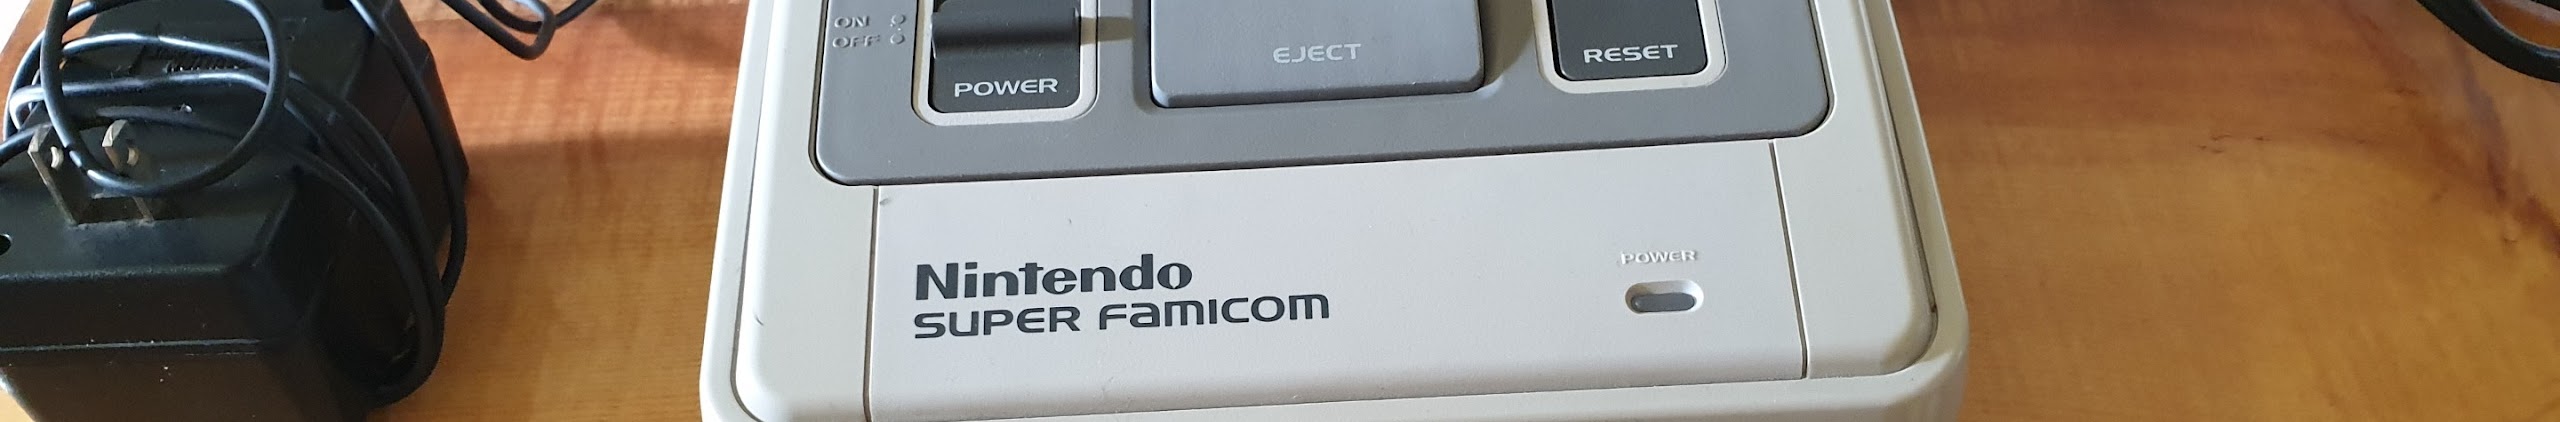 ON
OFF
POWER
EJECT
RESET
Nintendo
SUPER Famicom
POWER